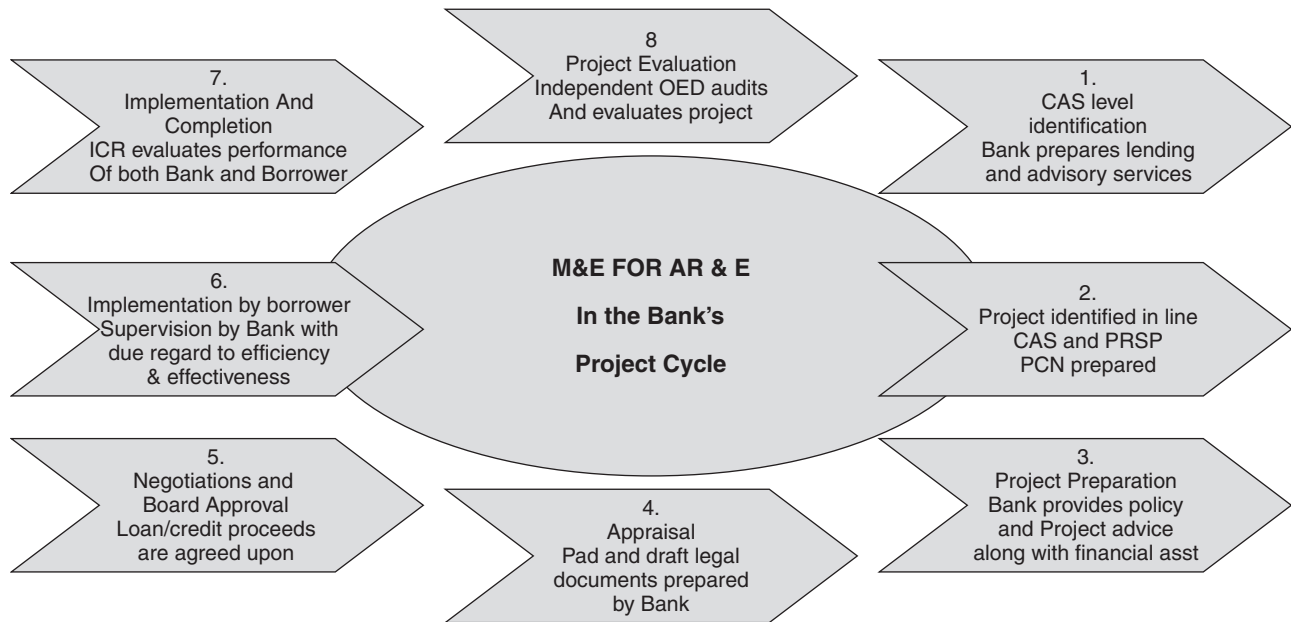 8
Project Evaluation
Independent OED audits
And evaluates project
1.
CAS level
identification
Bank prepares lending
and advisory services
2.
Project identified in line
CAS and PRSP
PCN prepared
3.
Project Preparation
Bank provides policy
and Project advice
along with financial asst
4.
Appraisal
Pad and draft legal
documents prepared
by Bank
5.
Negotiations and
Board Approval
Loan/credit proceeds
are agreed upon
6.
Implementation by borrower
Supervision by Bank with
due regard to efficiency
& effectiveness
7.
Implementation And
Completion
ICR evaluates performance
Of both Bank and Borrower
M&E FOR AR & E
In the Bank's
Project Cycle